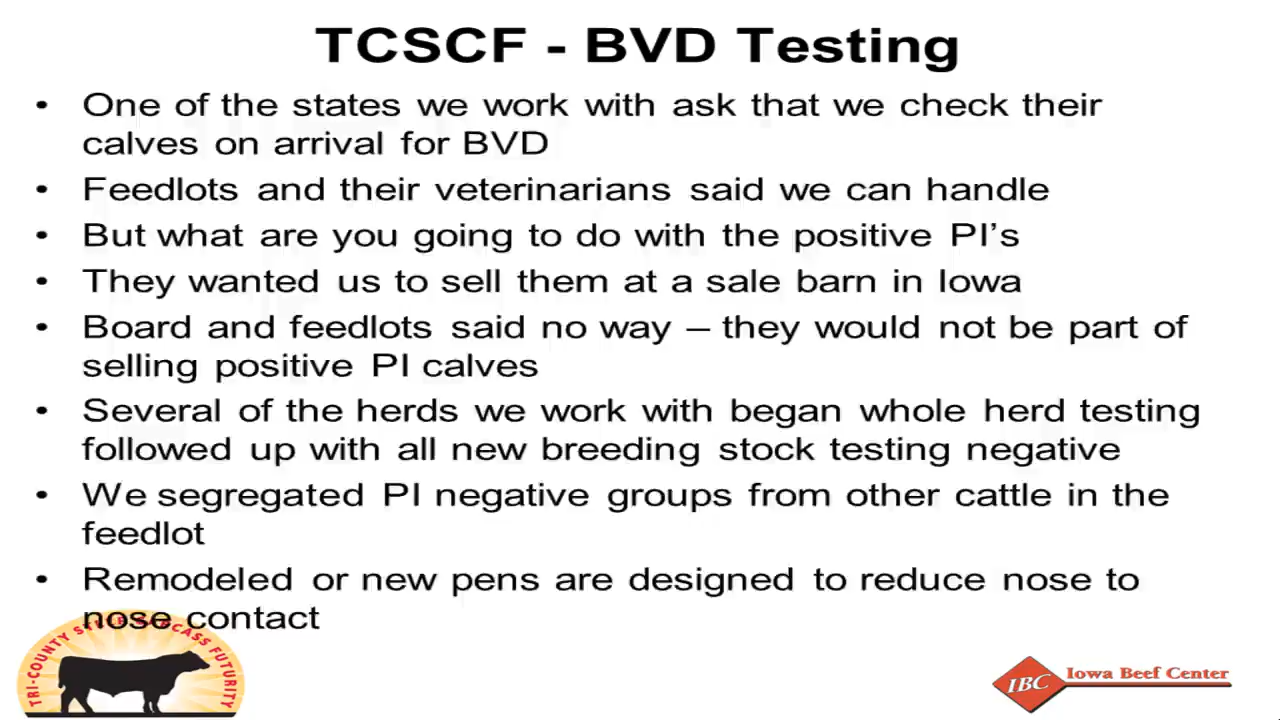 TCSCF - BVD Testing
• One of the states we work with ask that we check their
calves on arrival for BVD
• Feedlots and their veterinarians said we can handle
• But what are you going to do with the positive PI's
• They wanted us to sell them at a sale barn in Iowa
• Board and feedlots said no way – they would not be part of
selling positive PI calves
• Several of the herds we work with began whole herd testing
followed up with all new breeding stock testing negative
• We segregated PI negative groups from other cattle in the
feedlot
• Remodeled or new pens are designed to reduce nose to
nose contact
TRI-COUNTY STEER CARCASS FUTURITY
IBC Iowa Beef Center